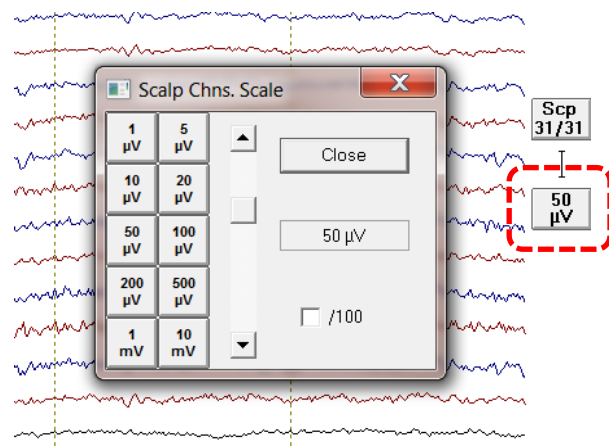 Scalp Chns. Scale
1 µV
5 µV
10 µV
20 µV
50 µV
100 µV
200 µV
500 µV
1 mV
10 mV
Close
50 µV
/100
Scp
31/31
50
µV